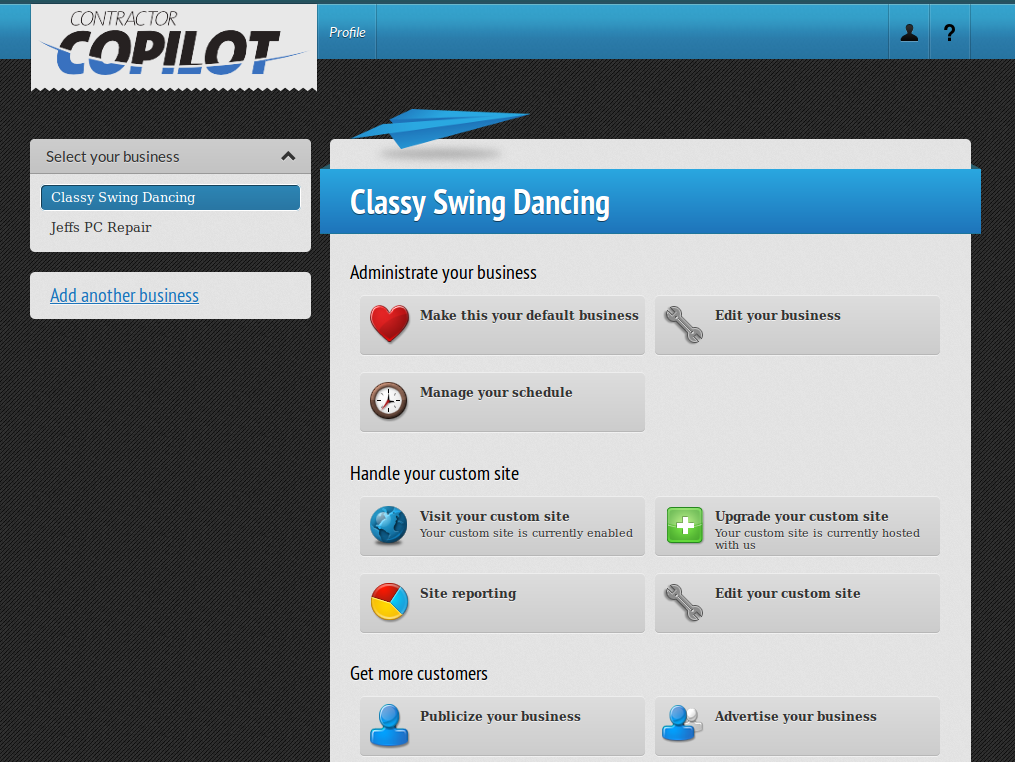 CONTRACTOR
COPILOT
Profile
?
Select your business
Classy Swing Dancing
Jeffs PC Repair
Add another business
Classy Swing Dancing
Administrate your business
Make this your default business
Edit your business
Manage your schedule
Handle your custom site
Visit your custom site
Your custom site is currently enabled
Upgrade your custom site
Your custom site is currently hosted
with us
Site reporting
Edit your custom site
Get more customers
Publicize your business
Advertise your business